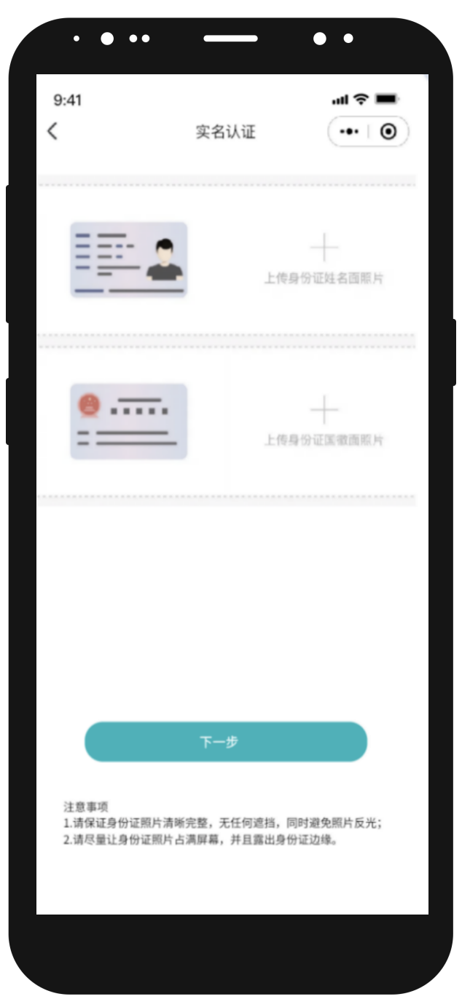 9:41
实名认证
上传身份证姓名面照片
上传身份证国徽面照片
下一步
注意事项
1.请保证身份证照片清晰完整，无任何遮挡，同时避免照片反光；
2.请尽量让身份证照片占满屏幕，并且露出身份证边缘。